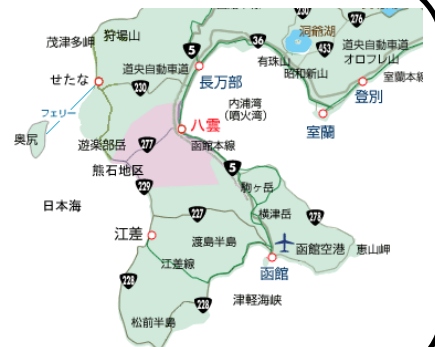 230
276
洞爺湖
狩場山
茂津多岬
5
36
453
道央自動車道
オロフレ山
有珠山
昭和新山
室蘭本線
道央自動車道
長万部
せたな
230
登別
内浦湾
(噴火湾)
フェリー
室蘭
八雲
奥尻
遊楽部岳
277
函館本線
熊石地区
5
229
駒ヶ岳
日本海
227
横津岳
278
江差
渡島半島
函館空港
恵山岬
江差線
函館
228
228
津軽海峡
松前半島